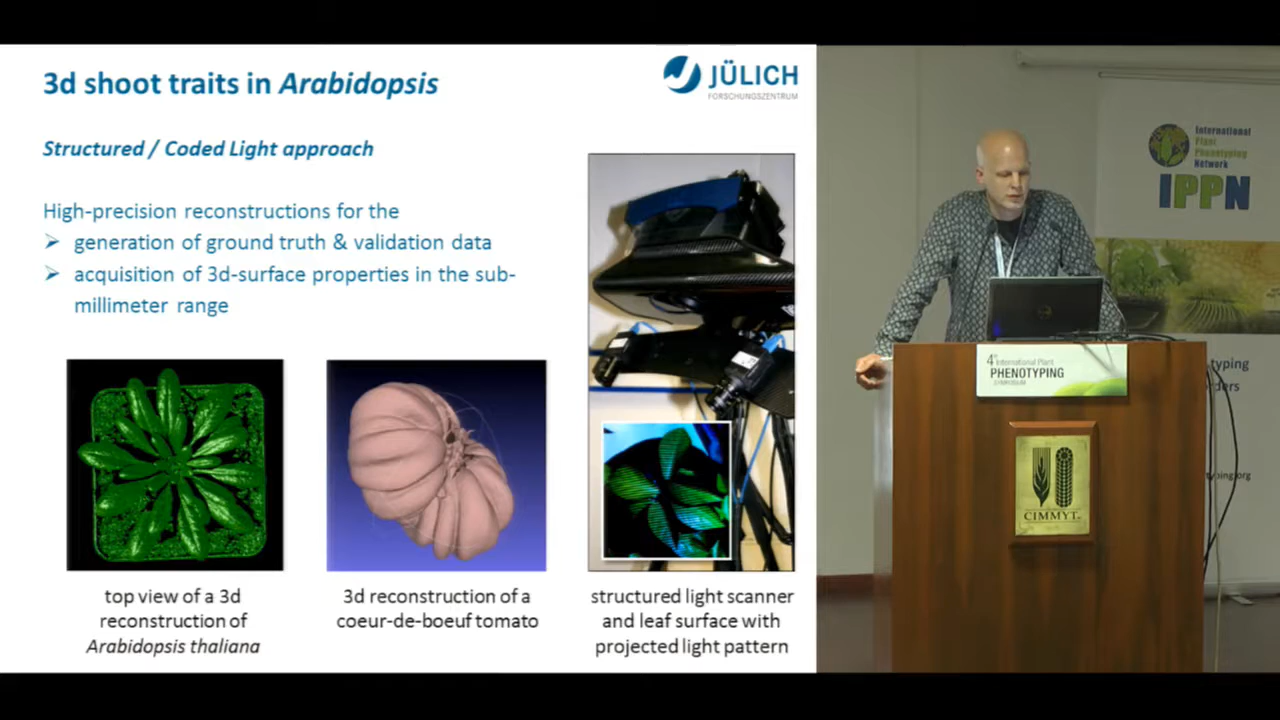 3d shoot traits in Arabidopsis
JÜLICH
FORSCHUNGSZENTRUM
Structured / Coded Light approach
High-precision reconstructions for the
➢ generation of ground truth & validation data
➢ acquisition of 3d-surface properties in the sub-
millimeter range
top view of a 3d
reconstruction of
Arabidopsis thaliana
3d reconstruction of a
coeur-de-boeuf tomato
structured light scanner
and leaf surface with
projected light pattern
International
Plant
Phenotyping
Network
IPPN
4th International Plant
PHENOTYPING
SYMPOSIUM
CIMMYT